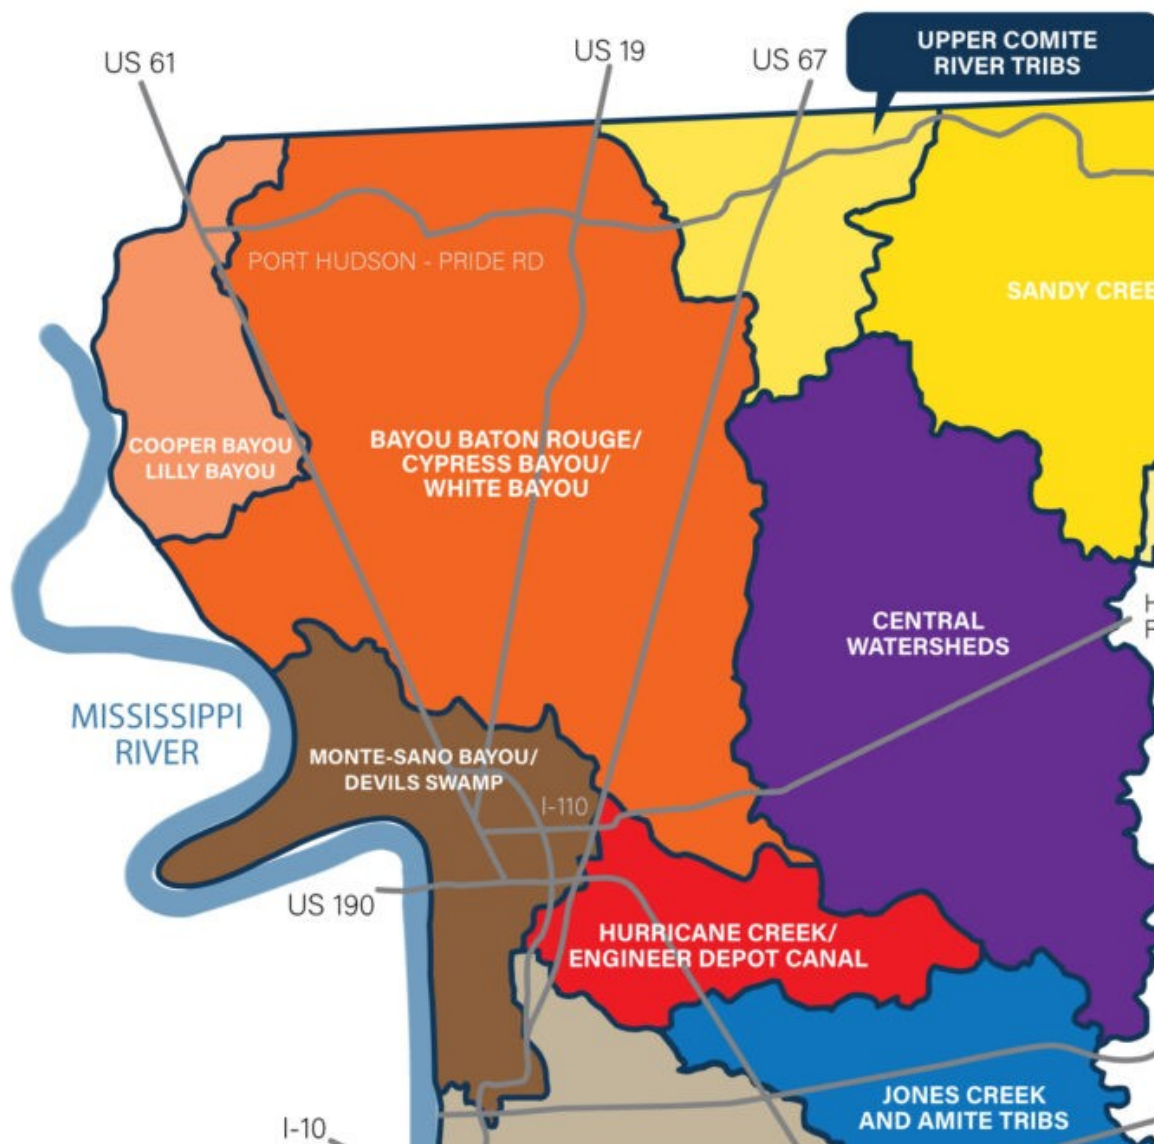 UPPER COMITE
RIVER TRIBS
US 61
US 19
US 67
PORT HUDSON - PRIDE RD
SANDY CREE
COOPER BAYOU
LILLY BAYOU
BAYOU BATON ROUGE/
CYPRESS BAYOU/
WHITE BAYOU
CENTRAL
WATERSHEDS
MISSISSIPPI
RIVER
MONTE-SANO BAYOU/
DEVILS SWAMP
I-110
US 190
HURRICANE CREEK/
ENGINEER DEPOT CANAL
JONES CREEK
AND AMITE TRIBS
I-10